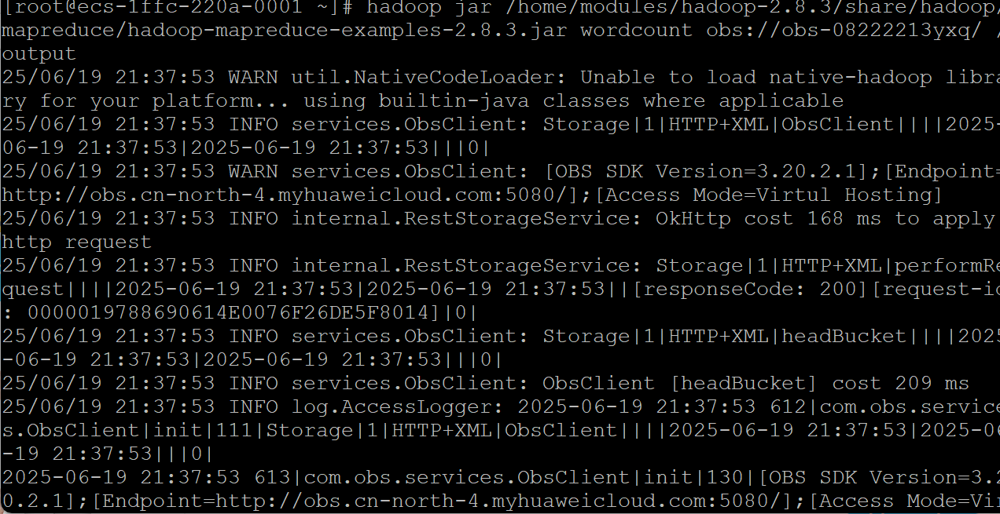 [root@ecs-1ffc-220a-0001 ~]# hadoop jar /home/modules/hadoop-2.8.3/share/hadoop/
mapreduce/hadoop-mapreduce-examples-2.8.3.jar wordcount obs://obs-08222213yxq/ /
output
25/06/19 21:37:53 WARN util.NativeCodeLoader: Unable to load native-hadoop libra
ry for your platform... using builtin-java classes where applicable
25/06/19 21:37:53 INFO services.ObsClient: Storage|1|HTTP+XML|ObsClient||||2025-
06-19 21:37:53|2025-06-19 21:37:53|||0|
25/06/19 21:37:53 WARN services.ObsClient: [OBS SDK Version=3.20.2.1];[Endpoint=
http://obs.cn-north-4.myhuaweicloud.com:5080/];[Access Mode=Virtul Hosting]
25/06/19 21:37:53 INFO internal.RestStorageService: OkHttp cost 168 ms to apply
http request
25/06/19 21:37:53 INFO internal.RestStorageService: Storage|1|HTTP+XML|performRe
quest||||2025-06-19 21:37:53|2025-06-19 21:37:53||[responseCode: 200][request-id
: 0000019788690614E0076F26DE5F8014]|0|
25/06/19 21:37:53 INFO services.ObsClient: Storage|1|HTTP+XML|headBucket||||2025
-06-19 21:37:53|2025-06-19 21:37:53|||0|
25/06/19 21:37:53 INFO services.ObsClient: ObsClient [headBucket] cost 209 ms
25/06/19 21:37:53 INFO log.AccessLogger: 2025-06-19 21:37:53 612|com.obs.service
s.ObsClient|init|111|Storage|1|HTTP+XML|ObsClient||||2025-06-19 21:37:53|2025-06
-19 21:37:53|||0|
2025-06-19 21:37:53 613|com.obs.services.ObsClient|init|130|[OBS SDK Version=3.2
0.2.1];[Endpoint=http://obs.cn-north-4.myhuaweicloud.com:5080/];[Access Mode=Vir